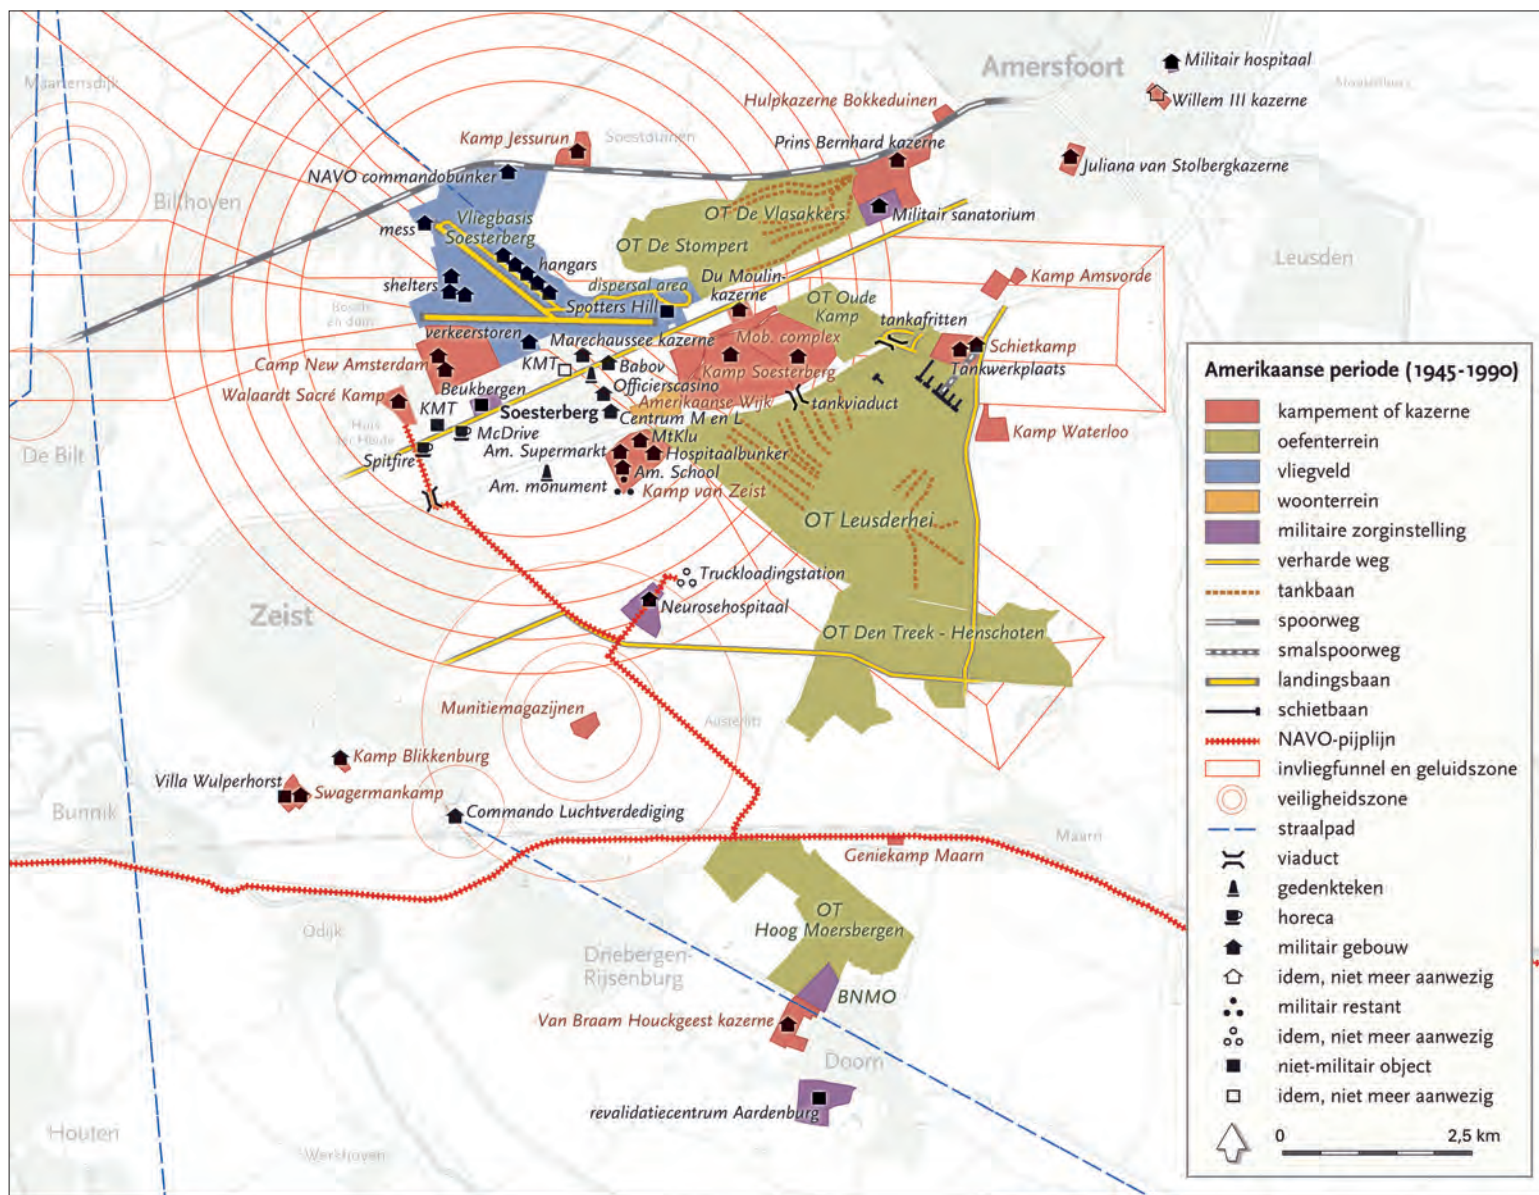 Maartensdijk
Amersfoort
Militair hospitaal
Willem III kazerne
Hulpkazerne Bokkeduinen
Kamp Jessurun
Soestduinen
Prins Bernhard kazerne
Juliana van Stolbergkazerne
NAVO commandobunker
Bilthoven
OT De Vlasakkers
Militair sanatorium
mess
Vliegbasis
Soesterberg
OT De Stompert
Leusden
hangars
shelters
dispersal area
Du Moulin-
kazerne
Kamp Amsvorde
Spotters Hill
OT Oude
Kamp
Bosch
en duin
tankafritten
verkeerstoren
Marechaussee kazerne
Mob. complex
Schietkamp
Camp New Amsterdam
KMT
Babov
Kamp Soesterberg
Tankwerkplaats
Walaardt Sacré Kamp
Beukbergen
Officierscasino
Amerikaanse Wijk
tankviaduct
KMT
Soesterberg
Centrum M en L
Huis
ter Heide
McDrive
MtKlu
Kamp Waterloo
De Bilt
Spitfire
Am. Supermarkt
Hospitaalbunker
Am. School
Am. monument
Kamp van Zeist
OT Leusderhei
Truckloadingstation
Zeist
Neurosehospitaal
OT Den Treek - Henschoten
Munitiemagazijnen
Austerlitz
Kamp Blikkenburg
Villa Wulperhorst
Swagermankamp
Bunnik
Commando Luchtverdediging
Maarn
Geniekamp Maarn
OT
Hoog Moersbergen
Odijk
Driebergen-
Rijsenburg
BNMO
Van Braam Houckgeest kazerne
Doorn
revalidatiecentrum Aardenburg
Houten
Werkhoven
Amerikaanse periode (1945-1990)
kampement of kazerne
oefenterrein
vliegveld
woonterrein
militaire zorginstelling
verharde weg
tankbaan
spoorweg
smalspoorweg
landingsbaan
schietbaan
NAVO-pijplijn
invliegfunnel en geluidszone
veiligheidszone
straalpad
viaduct
gedenkteken
horeca
militair gebouw
idem, niet meer aanwezig
militair restant
idem, niet meer aanwezig
niet-militair object
idem, niet meer aanwezig
0 2,5 km